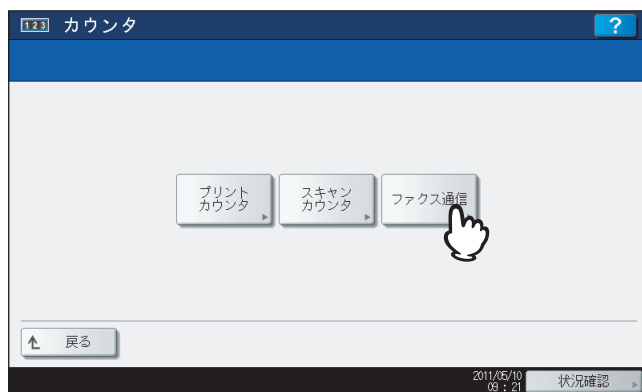 123 カウンタ
?
プリント
カウンタ
スキャン
カウンタ
ファクス通信
戻る
2011/05/10
09 : 21
状況確認